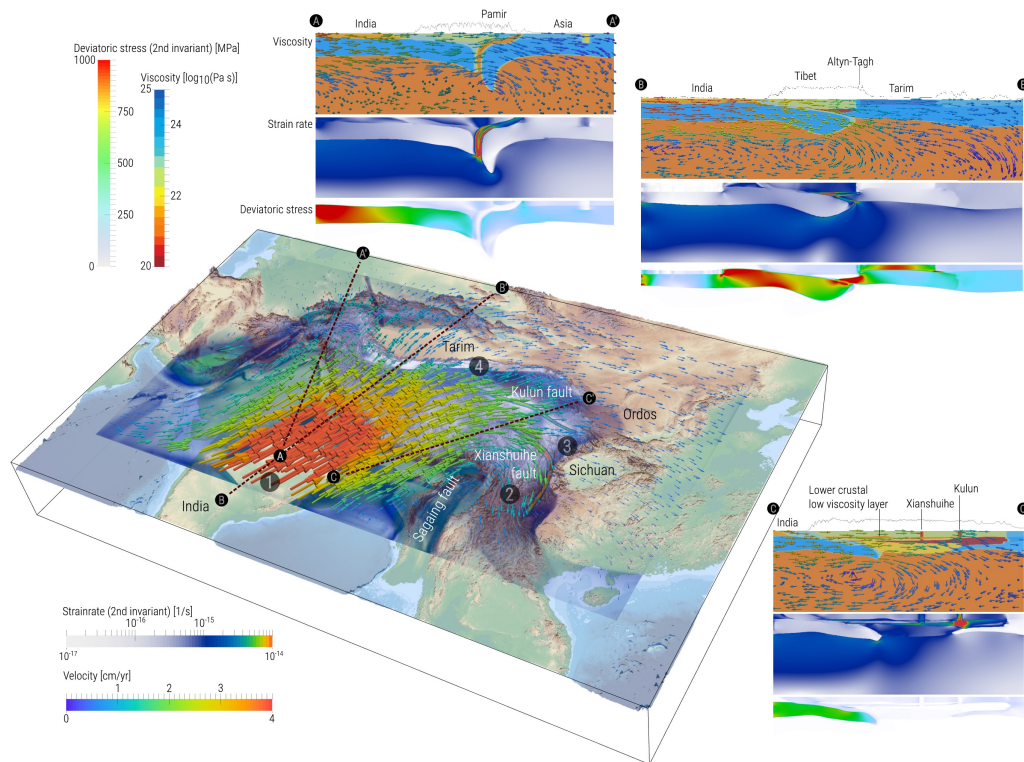 A
A'
India
Pamir
Asia
Viscosity
Strain rate
Deviatoric stress
Deviatoric stress (2nd invariant) [MPa]
1000
750
500
250
0
Viscosity [log10(Pa s)]
25
24
22
20
Altyn-Tagh
B
India
Tibet
Tarim
B
A'
B'
Tarim
4
Kulun fault
C'
Ordos
3
Xianshuihe
fault
Sichuan
A
C
1
2
B
India
Sagaing fault
Lower crustal
low viscosity layer
Xianshuihe
Kulun
C
India
C
Strainrate (2nd invariant) [1/s]
10-16
10-15
10-17
10-14
Velocity [cm/yr]
1
2
3
0
4